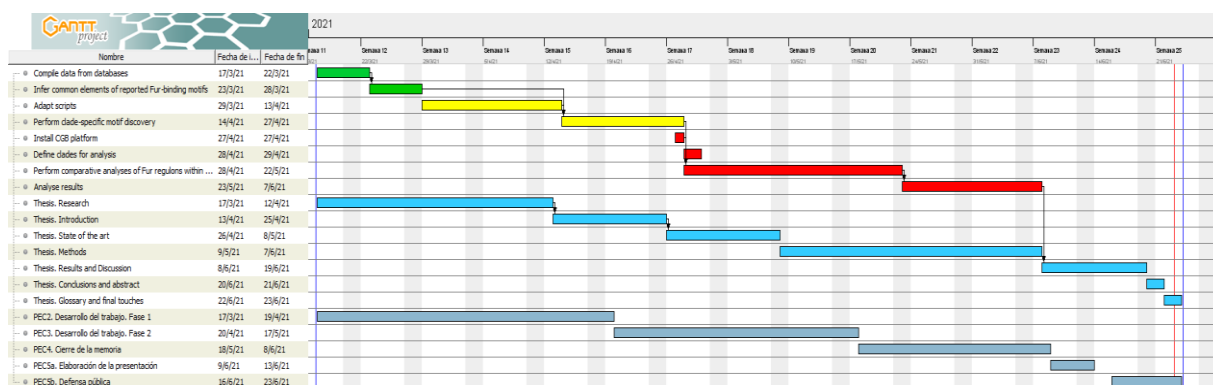 GANTT
project
2021
Nombre Fecha de i... Fecha de fin
Semana 12 Semana 13 Semana 14 Semana 15 Semana 16 Semana 17 Semana 18 Semana 19 Semana 20 Semana 21 Semana 22 Semana 23 Semana 24 Semana 25
Compile data from databases 17/3/21 22/3/21
Infer common elements of reported Fur-binding motifs 23/3/21 28/3/21
Adapt scripts 29/3/21 13/4/21
Perform clade-specific motif discovery 14/4/21 27/4/21
Install CGB platform 27/4/21 27/4/21
Define clades for analysis 28/4/21 29/4/21
Perform comparative analyses of Fur regulons within ... 28/4/21 22/5/21
Analyse results 23/5/21 7/6/21
Thesis. Research 17/3/21 12/4/21
Thesis. Introduction 13/4/21 25/4/21
Thesis. State of the art 26/4/21 8/5/21
Thesis. Methods 9/5/21 7/6/21
Thesis. Results and Discussion 8/6/21 19/6/21
Thesis. Conclusions and abstract 20/6/21 21/6/21
Thesis. Glossary and final touches 22/6/21 23/6/21
PEC2. Desarrollo del trabajo. Fase 1 17/3/21 19/4/21
PEC3. Desarrollo del trabajo. Fase 2 20/4/21 17/5/21
PEC4. Cierre de la memoria 18/5/21 8/6/21
PEC5a. Elaboración de la presentación 9/6/21 13/6/21
PEC5b. Defensa pública 16/6/21 23/6/21